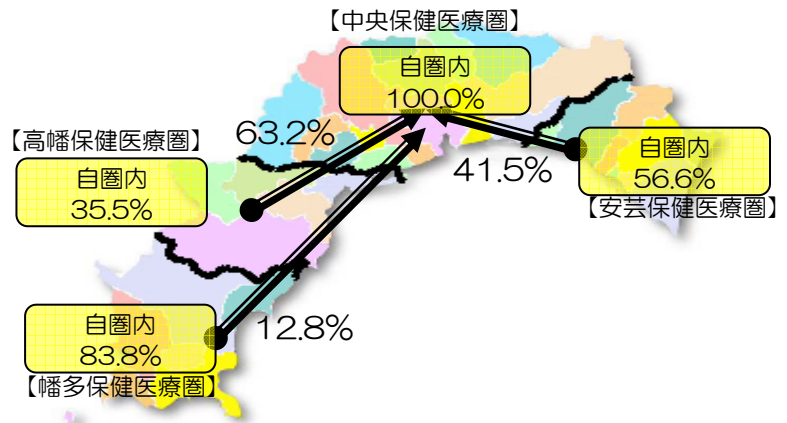 【中央保健医療圏】
自圏内
100.0%
【高幡保健医療圏】
63.2%
自圏内
35.5%
41.5%
自圏内
56.6%
【安芸保健医療圏】
自圏内
83.8%
12.8%
【幡多保健医療圏】